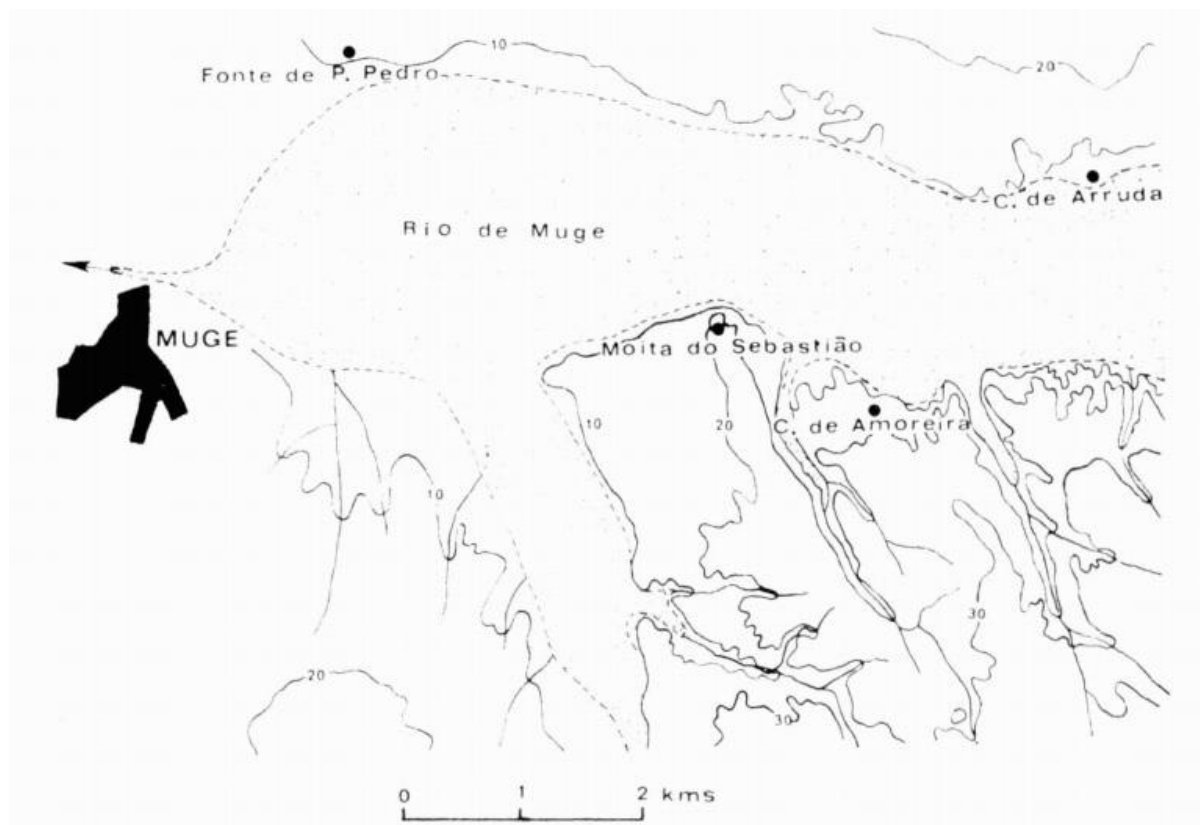 10
20
Fonte de P. Pedro
C. de Arruda
Rio de Muge
MUGE
Moita do Sebastião
10
20
C. de Amoreira
10
30
20
30
0 1 2 kms